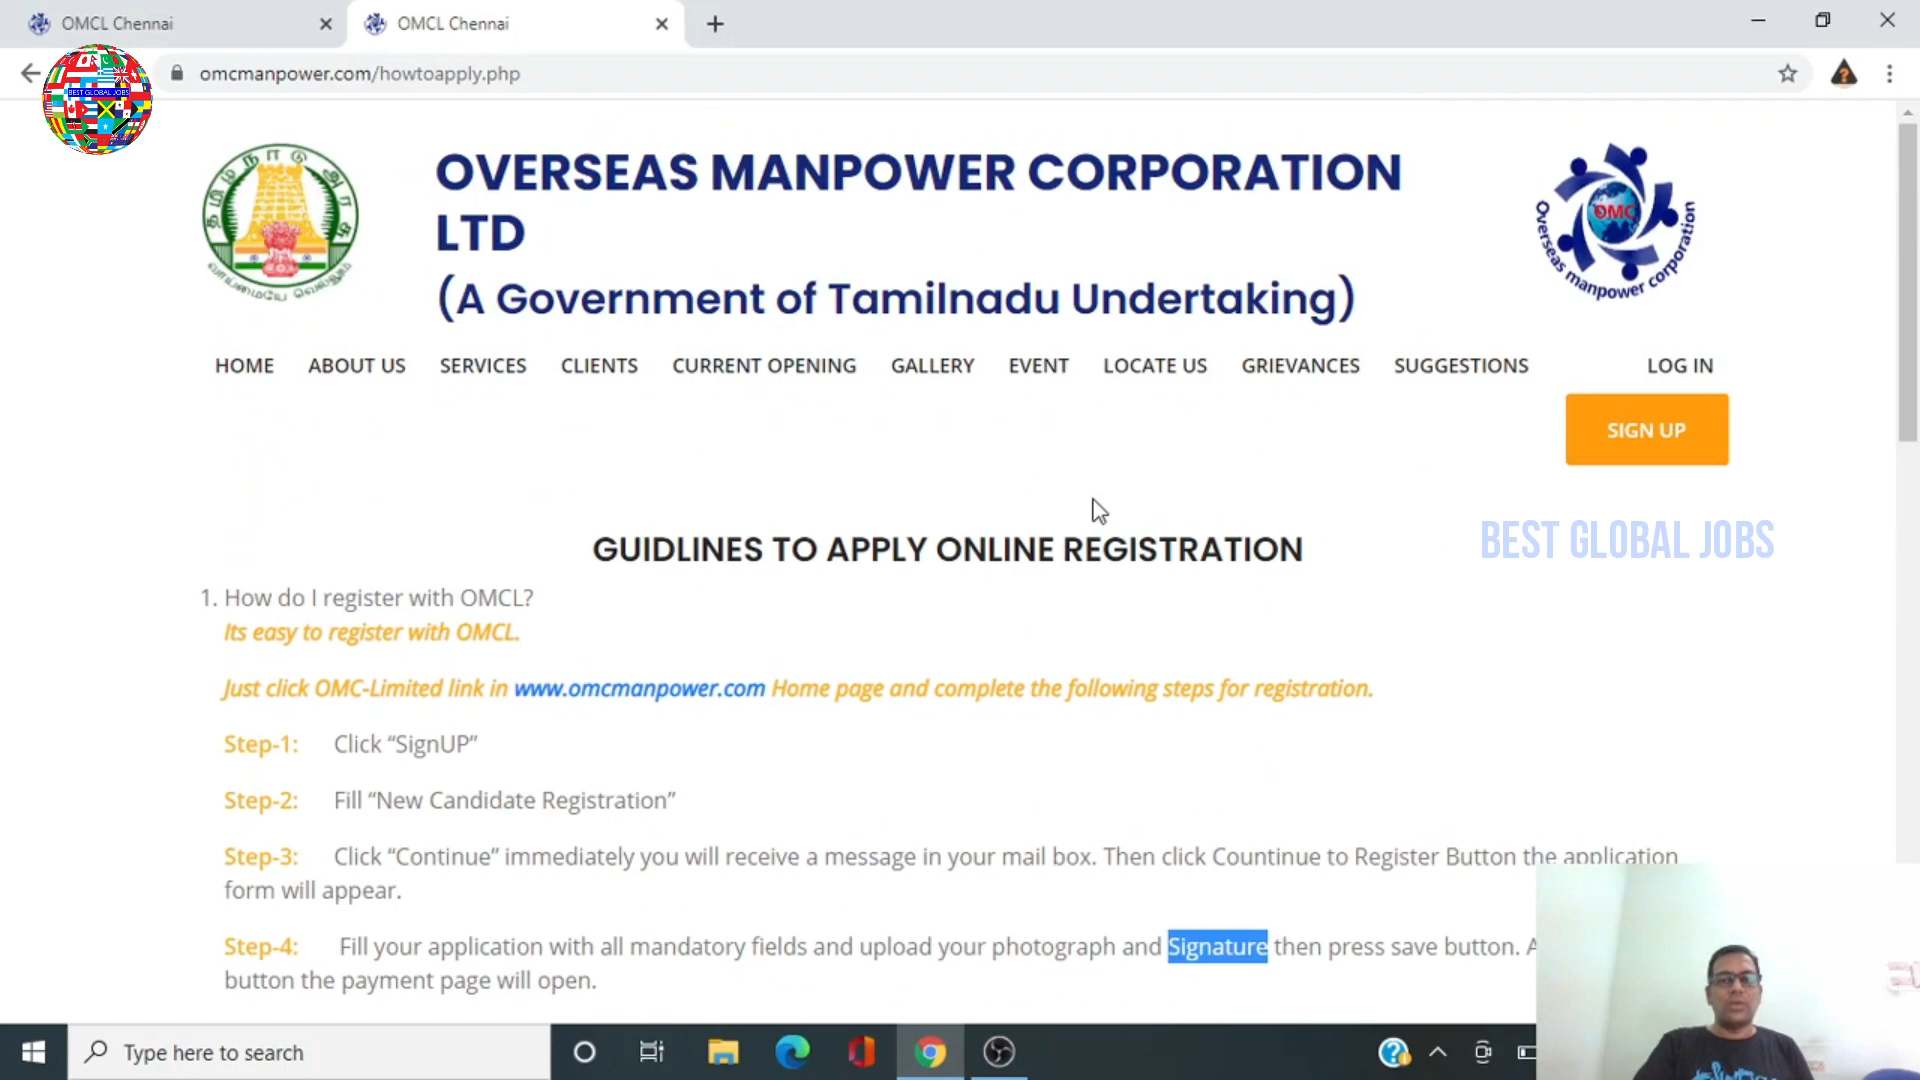 OMCL Chennai
OMCL Chennai
omcmanpower.com/howtoapply.php
BEST GLOBAL JOBS
தமிழ்நாடு அரசு
வாய்மையே வெல்லும்
OVERSEAS MANPOWER CORPORATION
LTD
(A Government of Tamilnadu Undertaking)
OMC
Overseas manpower corporation
HOME ABOUT US SERVICES CLIENTS CURRENT OPENING GALLERY EVENT LOCATE US GRIEVANCES SUGGESTIONS LOG IN
SIGN UP
BEST GLOBAL JOBS
GUIDLINES TO APPLY ONLINE REGISTRATION
1. How do I register with OMCL?
Its easy to register with OMCL.
Just click OMC-Limited link in www.omcmanpower.com Home page and complete the following steps for registration.
Step-1: Click “SignUP”
Step-2: Fill “New Candidate Registration”
Step-3: Click “Continue” immediately you will receive a message in your mail box. Then click Countinue to Register Button the application
form will appear.
Step-4: Fill your application with all mandatory fields and upload your photograph and Signature then press save button.
button the payment page will open.
Type here to search